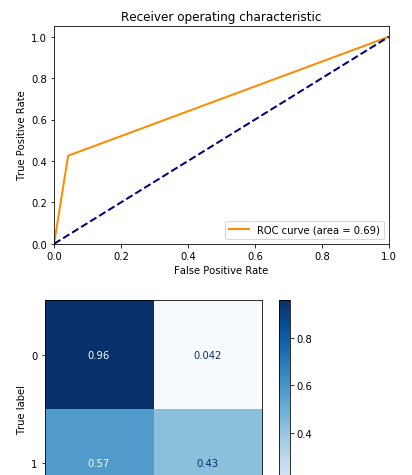 Receiver operating characteristic
1.0
0.8
0.6
0.4
0.2
0.0
True Positive Rate
ROC curve (area = 0.69)
0.0 0.2 0.4 0.6 0.8 1.0
False Positive Rate
True label
0 0.96 0.042
1 0.57 0.43
0.8
0.6
0.4